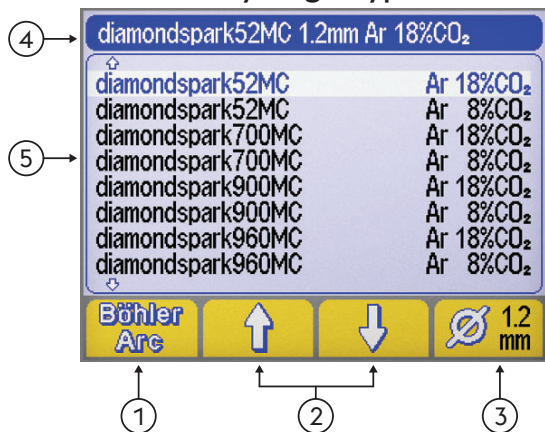 4
diamondspark52MC 1.2mm Ar 18%CO₂
diamondspark52MC Ar 18%CO₂
diamondspark52MC Ar 8%CO₂
5
diamondspark700MC Ar 18%CO₂
diamondspark700MC Ar 8%CO₂
diamondspark900MC Ar 18%CO₂
diamondspark900MC Ar 8%CO₂
diamondspark960MC Ar 18%CO₂
diamondspark960MC Ar 8%CO₂
Böhler
Arc
Ø 1.2
mm
1 2 3